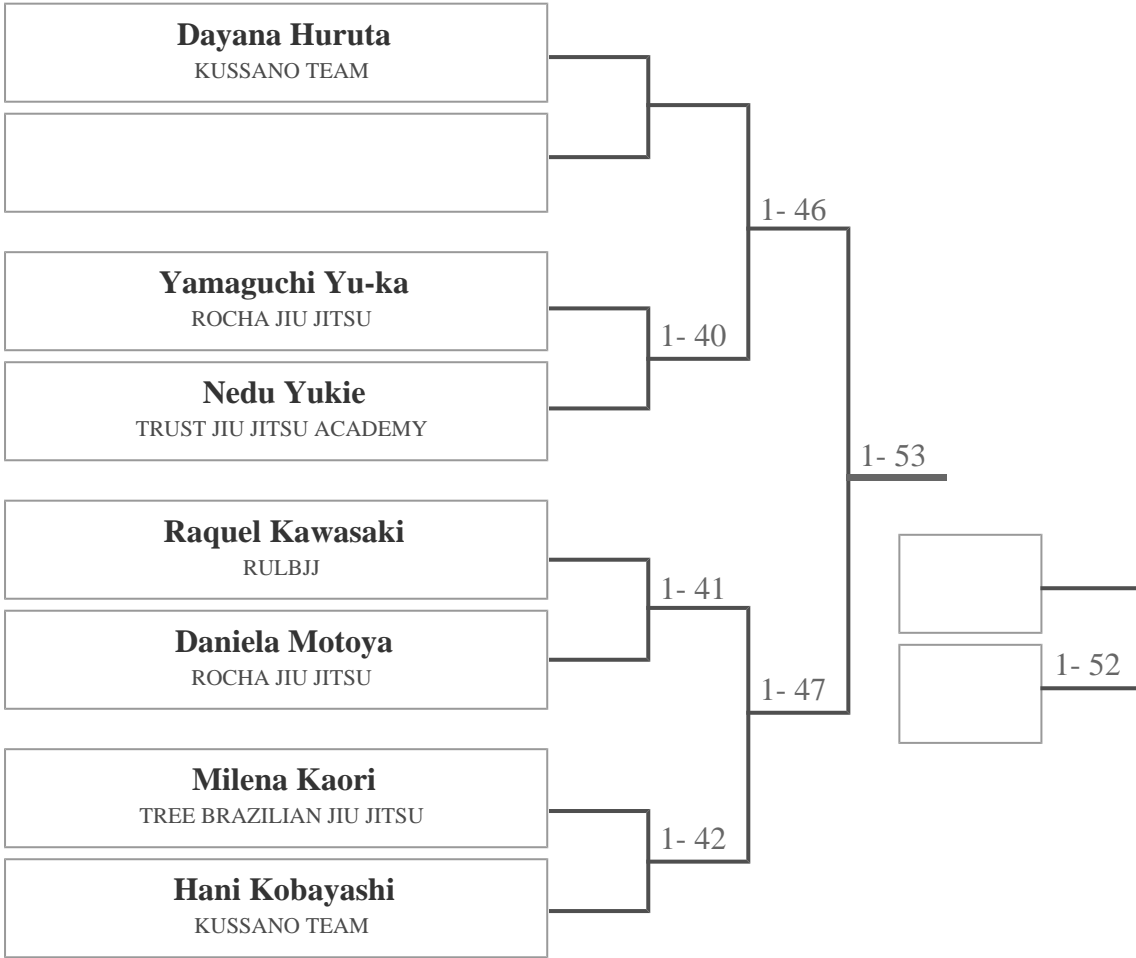 Dayana Huruta
KUSSANO TEAM
1- 46
Yamaguchi Yu-ka
ROCHA JIU JITSU
1- 40
Nedu Yukie
TRUST JIU JITSU ACADEMY
1- 53
Raquel Kawasaki
RULBJJ
1- 41
Daniela Motoya
ROCHA JIU JITSU
1- 52
1- 47
Milena Kaori
TREE BRAZILIAN JIU JITSU
1- 42
Hani Kobayashi
KUSSANO TEAM